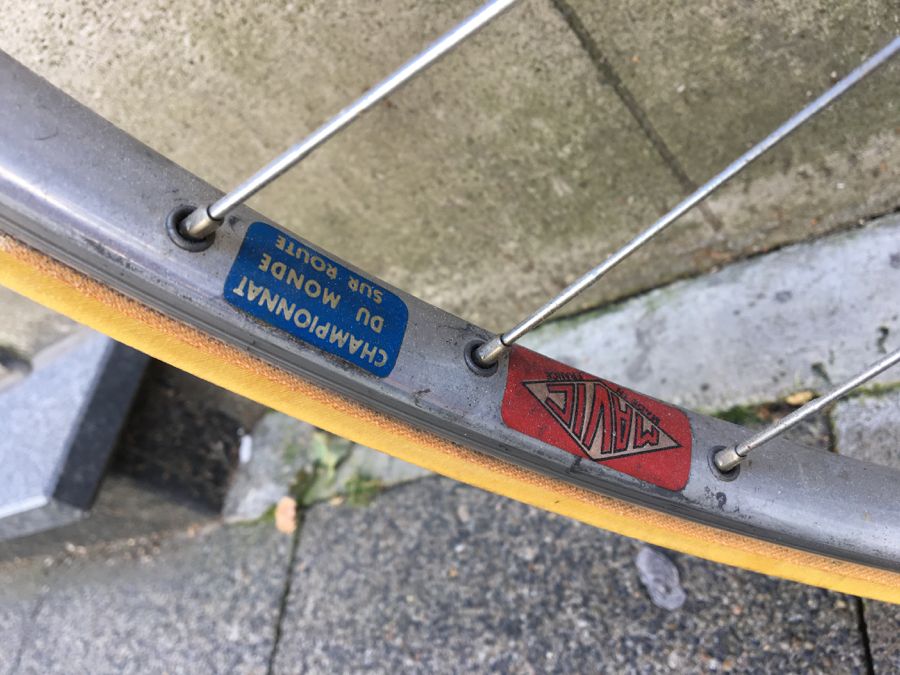 CHAMPIONNAT
DU MONDE
SUR ROUTE
MAVIC